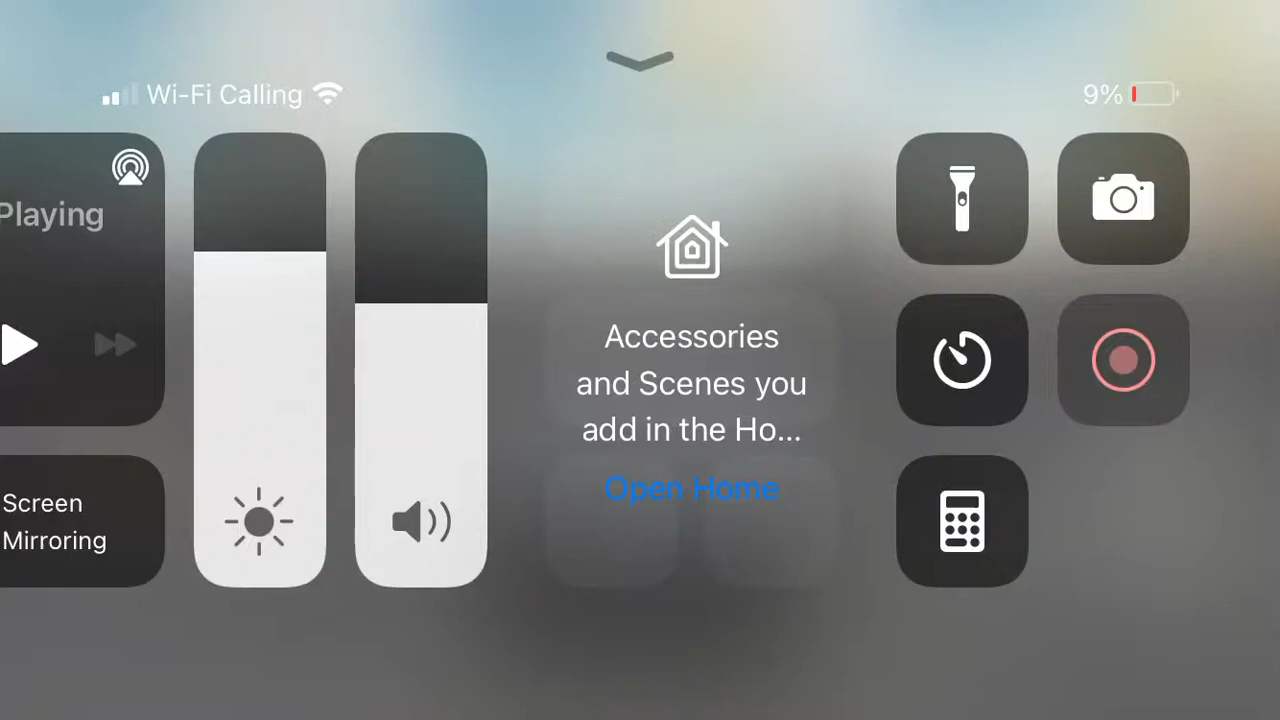 Wi-Fi Calling
9%
Playing
Accessories
and Scenes you
add in the Ho...
Open Home
Screen
Mirroring